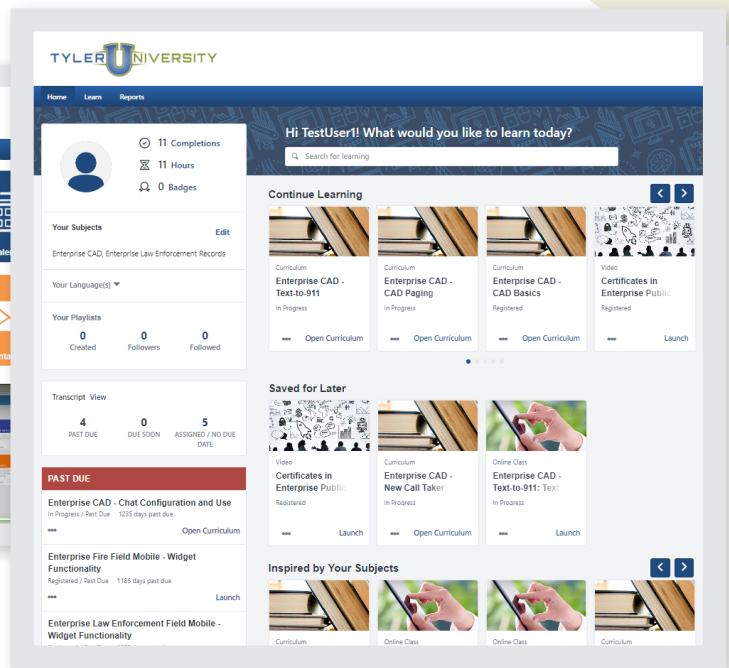 TYLER UNIVERSITY
Home Learn Reports
Hi TestUser1! What would you like to learn today?
Search for learning
11 Completions
11 Hours
0 Badges
Your Subjects
Edit
Enterprise CAD, Enterprise Law Enforcement Records
Your Language(s)
Your Playlists
0 0 0
Created Followers Followed
Transcript View
4 0 5
PAST DUE DUE SOON ASSIGNED / NO DUE
DATE
PAST DUE
Enterprise CAD - Chat Configuration and Use
In Progress / Past Due 1235 days past due
Open Curriculum
Enterprise Fire Field Mobile - Widget
Functionality
Registered / Past Due 1185 days past due
Launch
Enterprise Law Enforcement Field Mobile -
Widget Functionality
Continue Learning
Curriculum
Enterprise CAD -
Text-to-911
In Progress
Open Curriculum
Curriculum
Enterprise CAD -
CAD Paging
In Progress
Open Curriculum
Curriculum
Enterprise CAD -
CAD Basics
Registered
Open Curriculum
Video
Certificates in
Enterprise Public
Registered
Launch
Saved for Later
Video
Certificates in
Enterprise Public
Registered
Launch
Curriculum
Enterprise CAD -
New Call Taker
In Progress
Open Curriculum
Online Class
Enterprise CAD -
Text-to-911: Text
In Progress
Launch
Inspired by Your Subjects
Curriculum
Online Class
Online Class
Curriculum